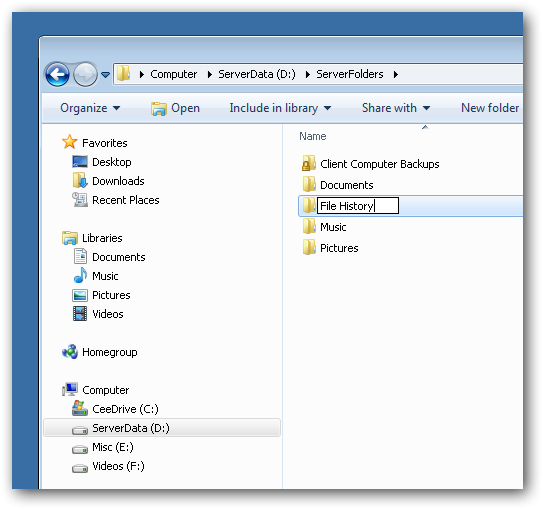 Computer ServerData (D:) ServerFolders
Organize Open Include in library Share with New folder
Favorites
Desktop
Downloads
Recent Places
Libraries
Documents
Music
Pictures
Videos
Homegroup
Computer
CeeDrive (C:)
ServerData (D:)
Misc (E:)
Videos (F:)
Name
Client Computer Backups
Documents
File History
Music
Pictures